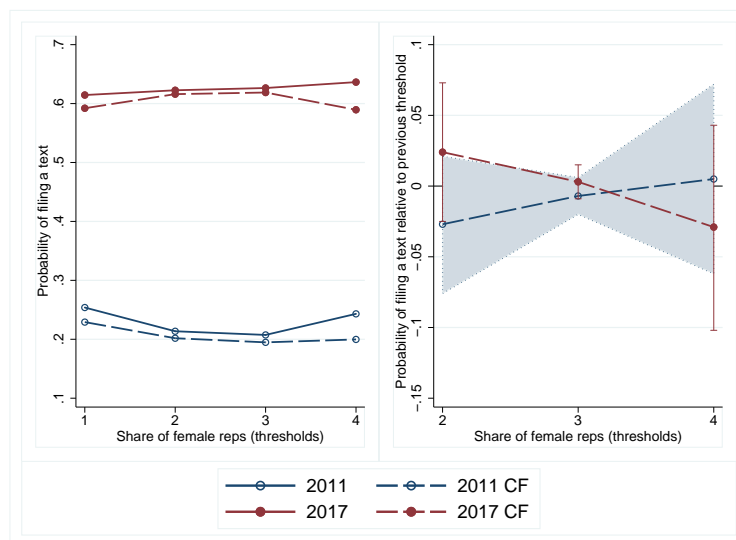 Probability of filing a text
.7
.6
.5
.4
.3
.2
.1
1 2 3 4
Share of female reps (thresholds)
Probability of filing a text relative to previous threshold
.1
.05
0
-.05
-.1
-.15
2 3 4
Share of female reps (thresholds)
2011 2011 CF
2017 2017 CF